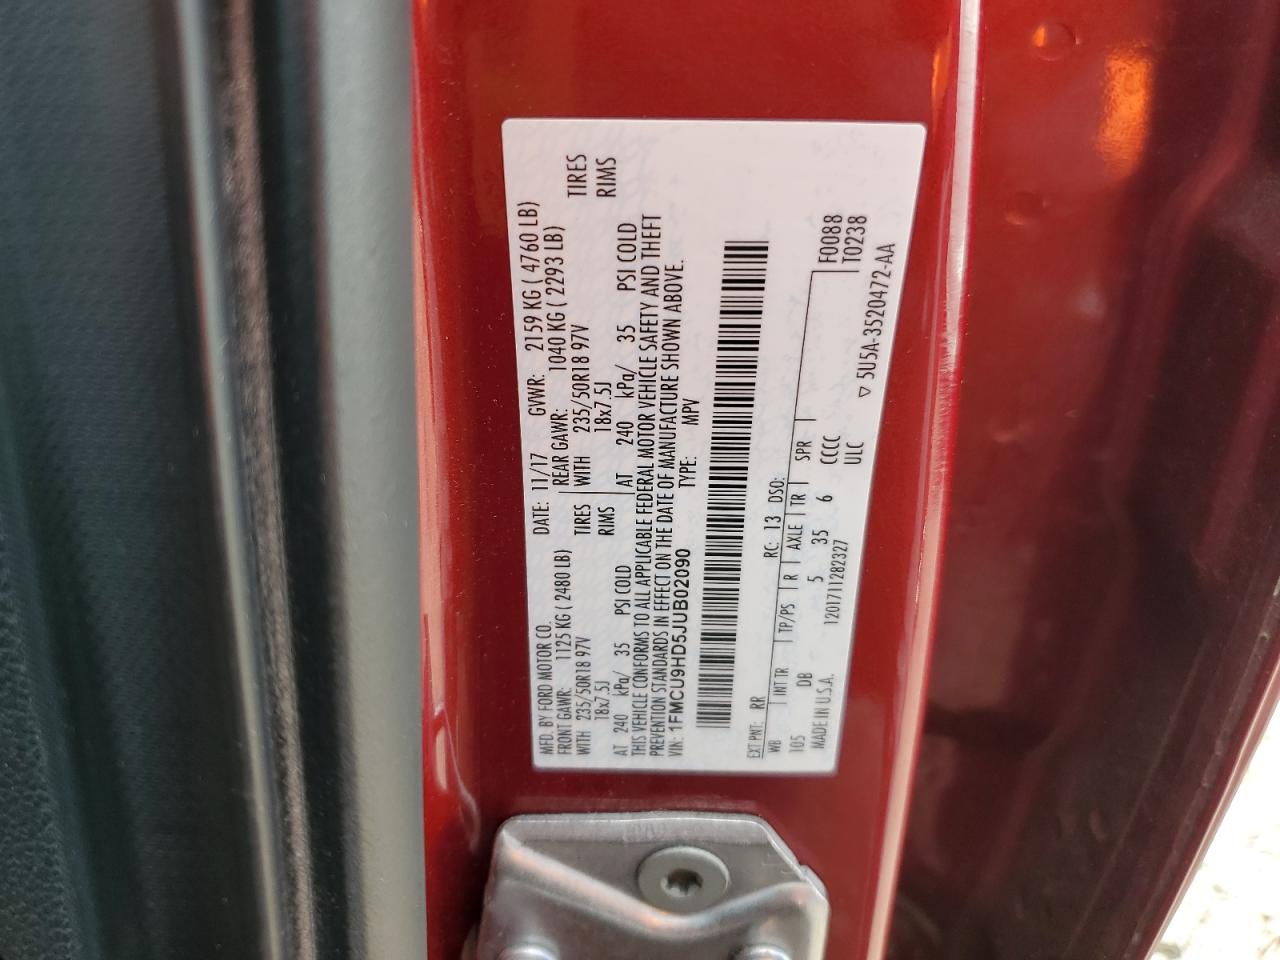 MFD. BY FORD MOTOR CO. DATE: 11/17 GVWR: 2159 KG ( 4760 LB)
FRONT GAWR: 1125 KG ( 2480 LB) REAR GAWR: 1040 KG ( 2293 LB)
WITH 235/50R18 97V TIRES WITH 235/50R18 97V TIRES
18x7.5J RIMS 18x7.5J RIMS
AT 240 kPa/ 35 PSI COLD AT 240 kPa/ 35 PSI COLD
THIS VEHICLE CONFORMS TO ALL APPLICABLE FEDERAL MOTOR VEHICLE SAFETY AND THEFT
PREVENTION STANDARDS IN EFFECT ON THE DATE OF MANUFACTURE SHOWN ABOVE.
VIN: 1FMCU9HD5JUB02090 TYPE: MPV
EXT PNT: RR RC: 13 DSO:
WB INT TR TP/PS R AXLE TR SPR F0088
105 DB 5 35 6 CCCC T0238
MADE IN U.S.A. 1201711282327 ULC
▽ 5U5A-3520472-AA